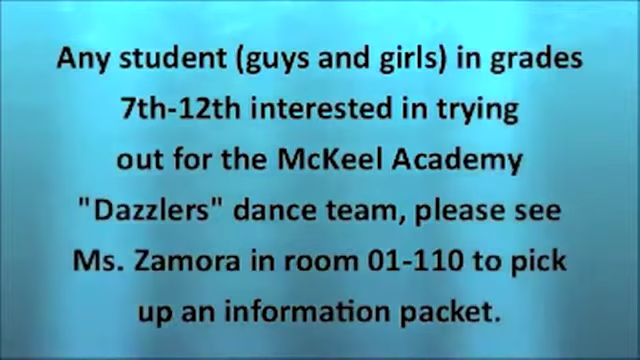 Any student (guys and girls) in grades
7th-12th interested in trying
out for the McKeel Academy
"Dazzlers" dance team, please see
Ms. Zamora in room 01-110 to pick
up an information packet.